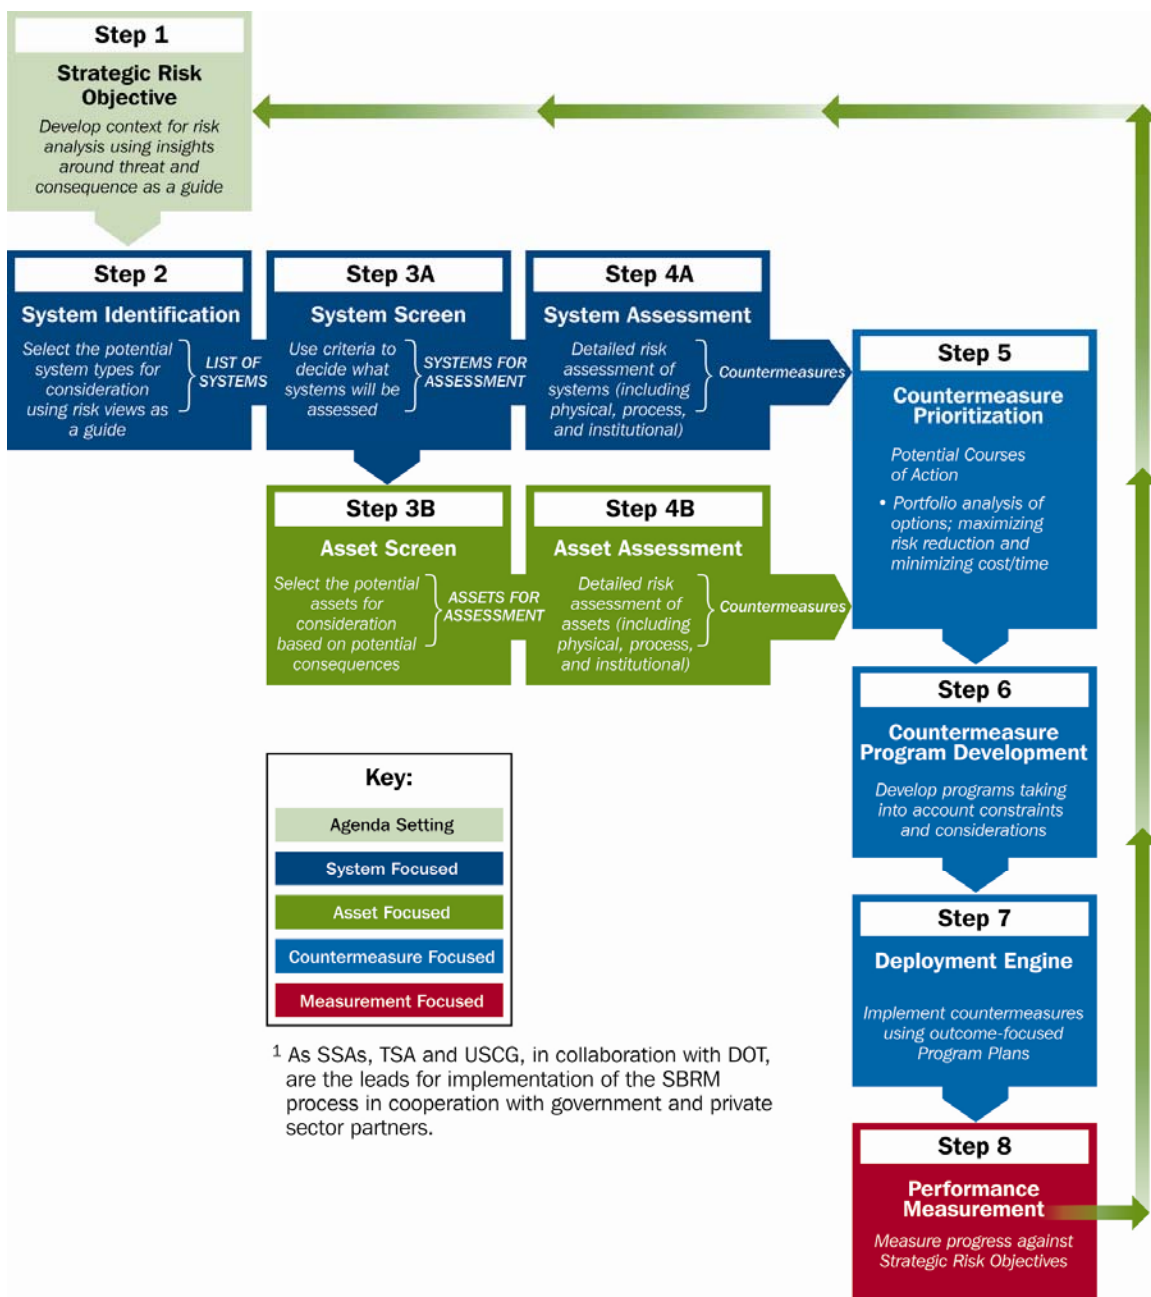 Step 1
Strategic Risk
Objective
Develop context for risk
analysis using insights
around threat and
consequence as a guide
Step 2
System Identification
Select the potential
system types for
consideration
using risk views as
a guide
LIST OF
SYSTEMS
Step 3A
System Screen
Use criteria to
decide what
systems will be
assessed
SYSTEMS FOR
ASSESSMENT
Step 4A
System Assessment
Detailed risk
assessment of
systems (including
physical, process,
and institutional)
Countermeasures
Step 3B
Asset Screen
Select the potential
assets for
consideration
based on potential
consequences
ASSETS FOR
ASSESSMENT
Step 4B
Asset Assessment
Detailed risk
assessment of
assets (including
physical, process,
and institutional)
Countermeasures
Step 5
Countermeasure
Prioritization
Potential Courses
of Action
• Portfolio analysis of
options; maximizing
risk reduction and
minimizing cost/time
Step 6
Countermeasure
Program Development
Develop programs taking
into account constraints
and considerations
Step 7
Deployment Engine
Implement countermeasures
using outcome-focused
Program Plans
Step 8
Performance
Measurement
Measure progress against
Strategic Risk Objectives
Key:
Agenda Setting
System Focused
Asset Focused
Countermeasure Focused
Measurement Focused
1 As SSAs, TSA and USCG, in collaboration with DOT,
are the leads for implementation of the SBRM
process in cooperation with government and private
sector partners.